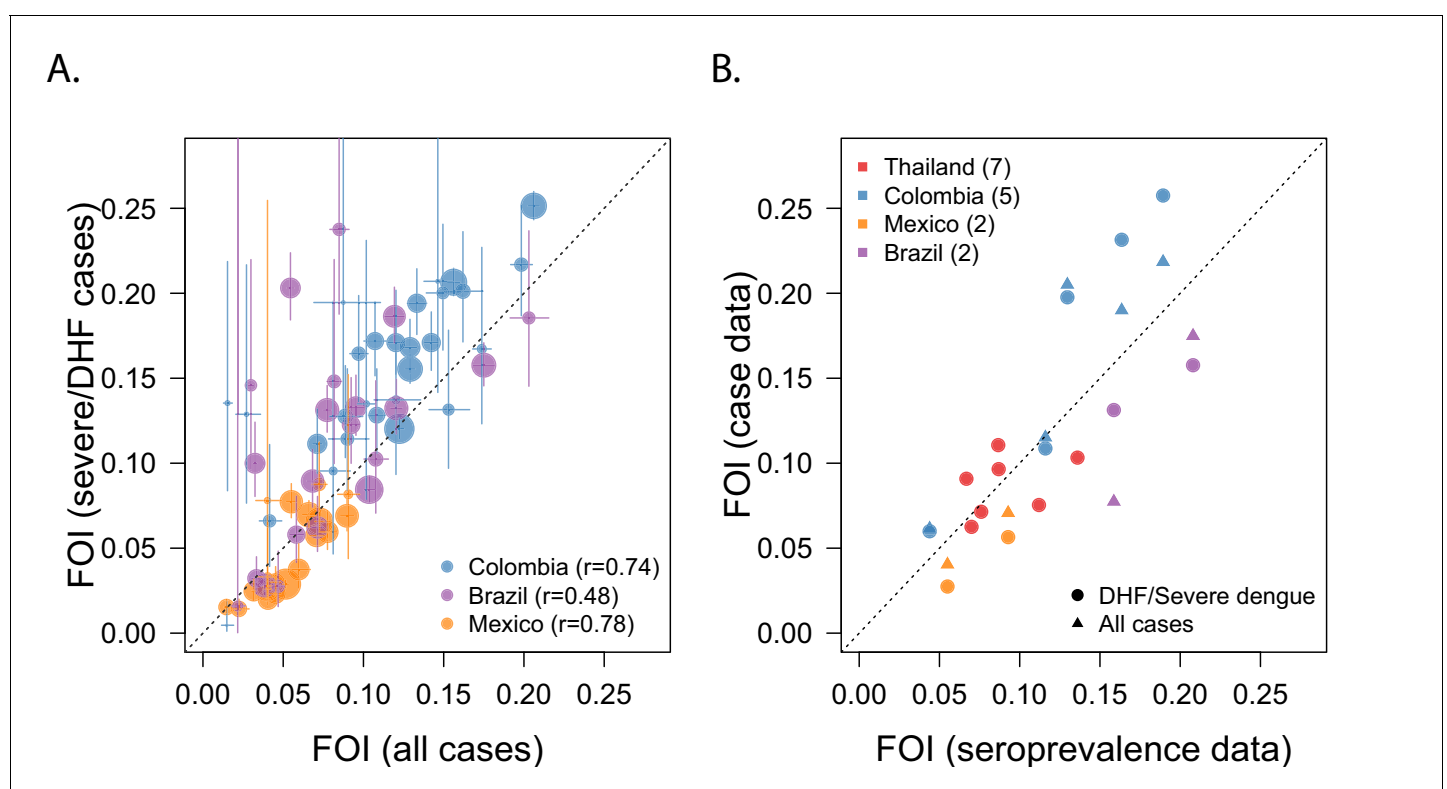 A.
FOI (severe/DHF cases)
0.25
0.20
0.15
0.10
0.05
0.00
Colombia (r=0.74)
Brazil (r=0.48)
Mexico (r=0.78)
0.00 0.05 0.10 0.15 0.20 0.25
FOI (all cases)
B.
FOI (case data)
0.25
0.20
0.15
0.10
0.05
0.00
Thailand (7)
Colombia (5)
Mexico (2)
Brazil (2)
DHF/Severe dengue
All cases
0.00 0.05 0.10 0.15 0.20 0.25
FOI (seroprevalence data)